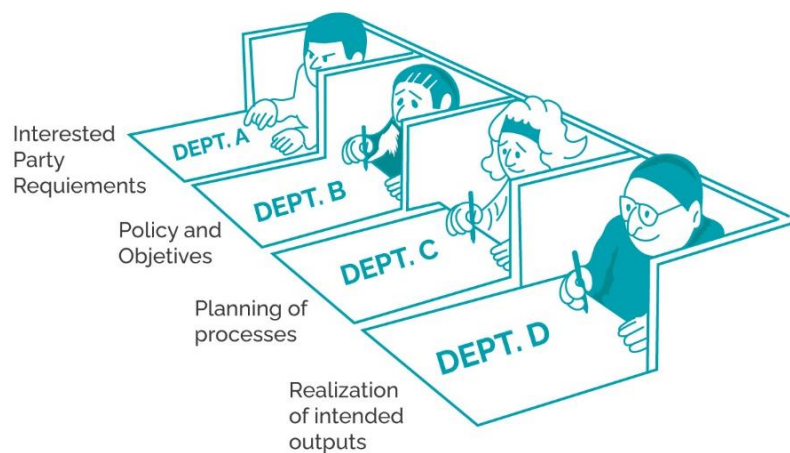 Interested
Party
Requiements
DEPT. A
Policy and
Objetives
DEPT. B
Planning of
processes
DEPT. C
Realization
of intended
outputs
DEPT. D